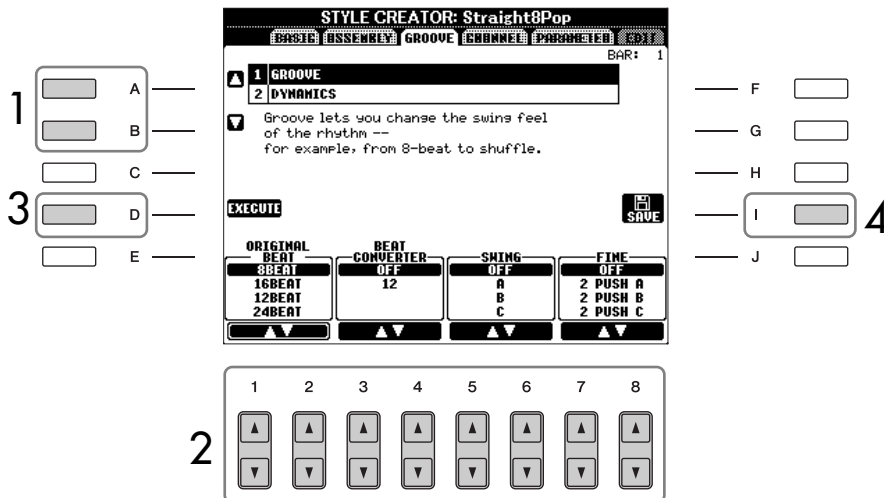 STYLE CREATOR: Straight8Pop
BASIC ASSEMBLY GROOVE CHANNEL PARAMETER EDIT
BAR: 1
1 GROOVE
2 DYNAMICS
Groove lets you change the swing feel
of the rhythm --
for example, from 8-beat to shuffle.
EXECUTE
SAVE
ORIGINAL BEAT
8BEAT
16BEAT
12BEAT
24BEAT
BEAT CONVERTER
OFF
12
SWING
OFF
A
B
C
FINE
OFF
2 PUSH A
2 PUSH B
2 PUSH C
1
A
B
C
3
D
E
F
G
H
I
4
J
1 2 3 4 5 6 7 8
2